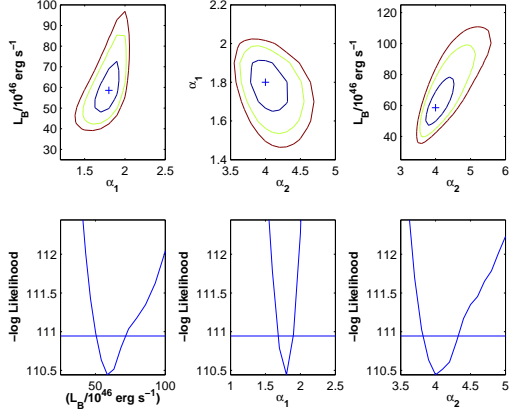 100
90
80
70
60
50
40
30
L_B/10^46 erg s^−1
1.5 2 2.5
α_1
2.2
2
1.8
1.6
1.4
α_1
3.5 4 4.5 5
α_2
120
100
80
60
40
L_B/10^46 erg s^−1
3 4 5 6
α_2
112
111.5
111
110.5
−log Likelihood
50 100
(L_B/10^46 erg s^−1)
112
111.5
111
110.5
−log Likelihood
1 1.5 2 2.5
α_1
112
111.5
111
110.5
−log Likelihood
3.5 4 4.5 5
α_2